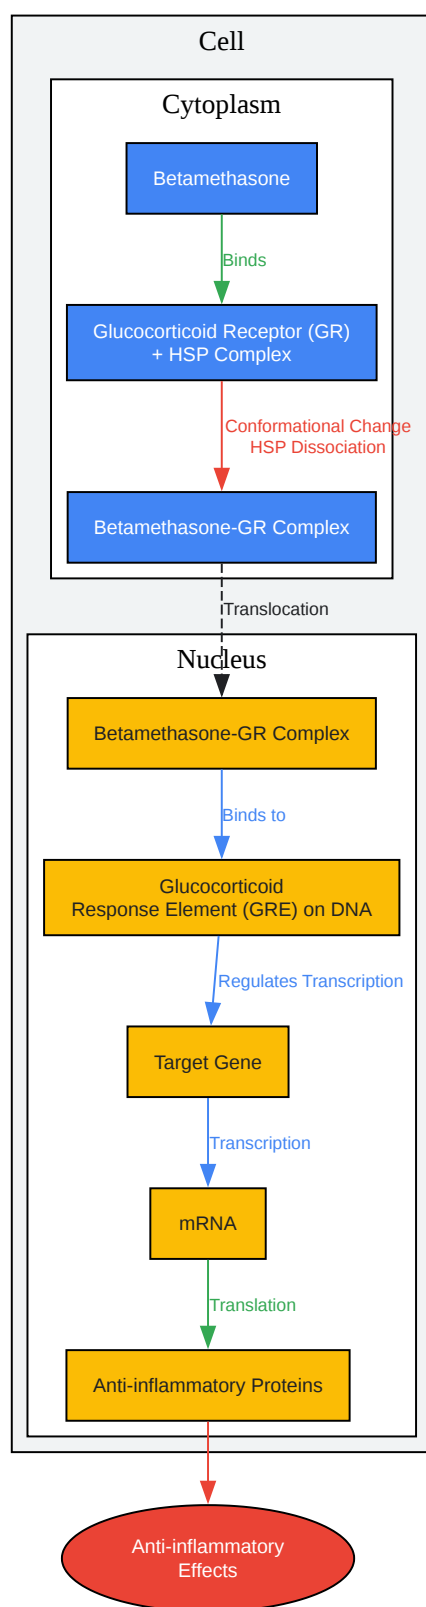 Cell
Cytoplasm
Betamethasone
Binds
Glucocorticoid Receptor (GR)
+ HSP Complex
Conformational Change
HSP Dissociation
Betamethasone-GR Complex
Translocation
Nucleus
Betamethasone-GR Complex
Binds to
Glucocorticoid
Response Element (GRE) on DNA
Regulates Transcription
Target Gene
Transcription
mRNA
Translation
Anti-inflammatory Proteins
Anti-inflammatory
Effects